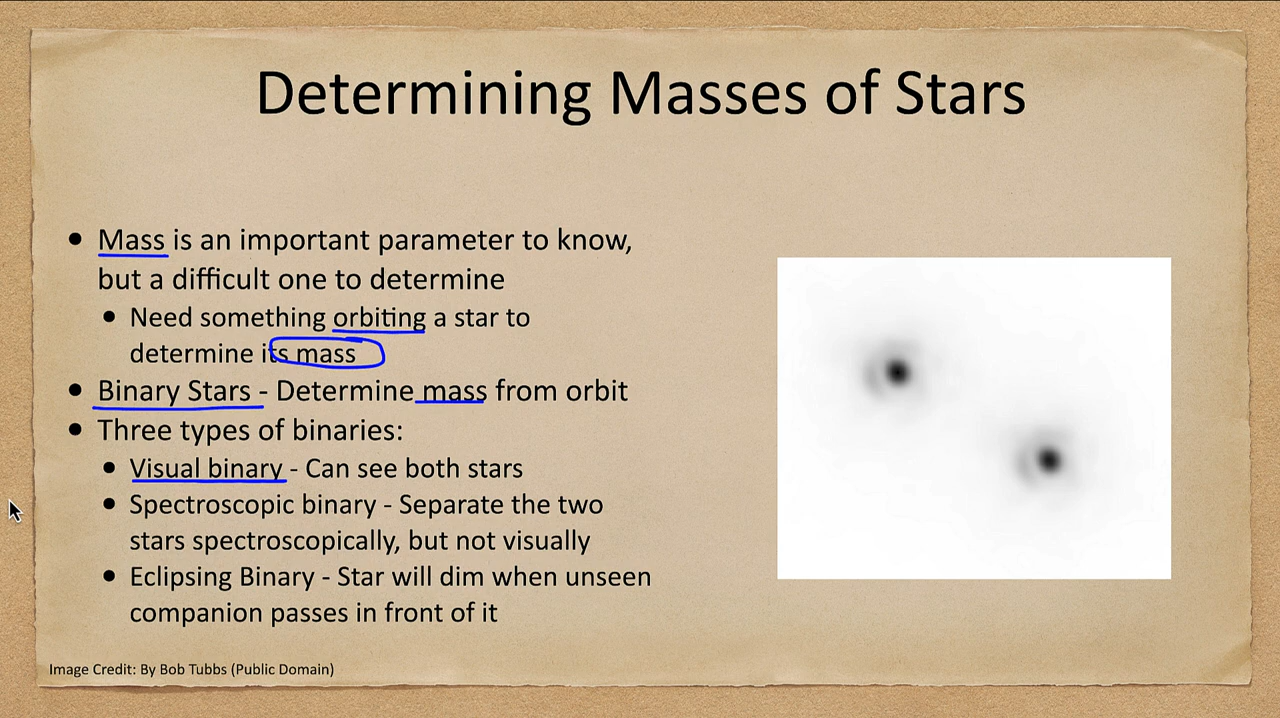 Determining Masses of Stars
• Mass is an important parameter to know,
but a difficult one to determine
• Need something orbiting a star to
determine its mass
• Binary Stars - Determine mass from orbit
• Three types of binaries:
• Visual binary - Can see both stars
• Spectroscopic binary - Separate the two
stars spectroscopically, but not visually
• Eclipsing Binary - Star will dim when unseen
companion passes in front of it
Image Credit: By Bob Tubbs (Public Domain)